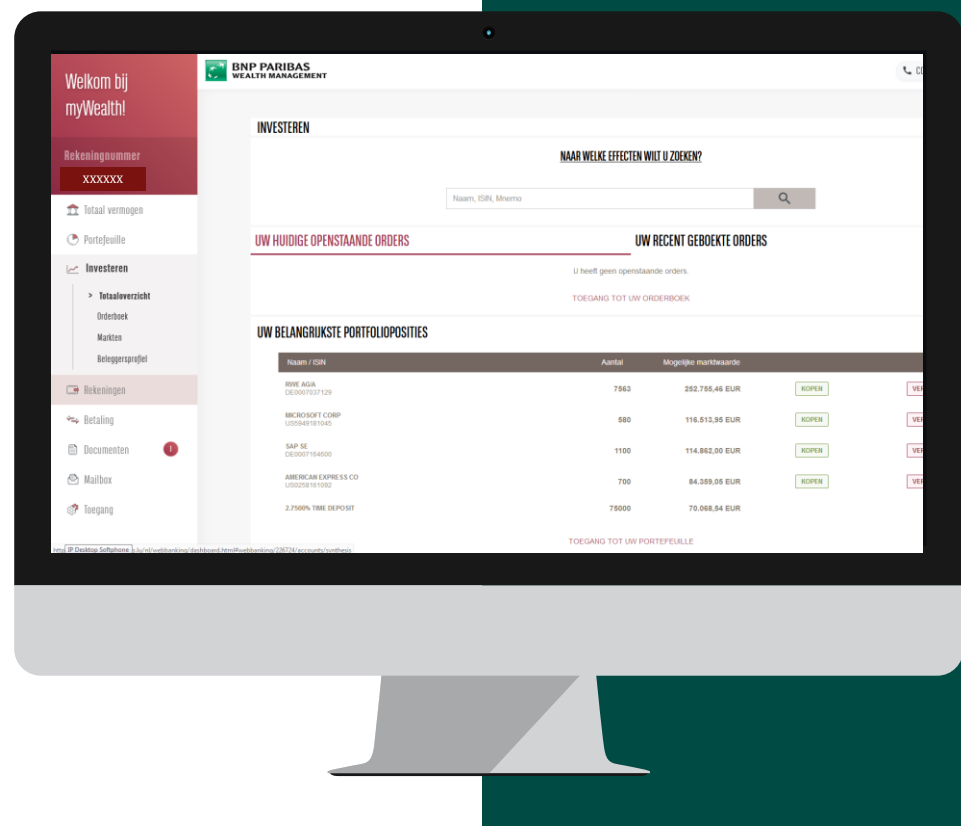 Welkom bij
myWealth!
Rekeningnummer
XXXXXX
Totaal vermogen
Portefeuille
Investeren
> Totaaloverzicht
Orderboek
Markten
Beleggersprofiel
Rekeningen
Betaling
Documenten
!
Mailbox
Toegang
BNP PARIBAS
WEALTH MANAGEMENT
INVESTEREN
NAAR WELKE EFFECTEN WILT U ZOEKEN?
Naam, ISIN, Mnemo
UW HUIDIGE OPENSTAANDE ORDERS
UW RECENT GEBOEKTE ORDERS
U heeft geen openstaande orders.
TOEGANG TOT UW ORDERBOEK
UW BELANGRIJKSTE PORTFOLIOPOSITIES
Naam / ISIN Aantal Mogelijke marktwaarde
RWE AG/A 7563 252.755,46 EUR KOPEN
DE0007037129
MICROSOFT CORP 580 116.513,95 EUR KOPEN
US5949181045
SAP SE 1100 114.862,00 EUR KOPEN
DE0007164600
AMERICAN EXPRESS CO 700 84.359,05 EUR KOPEN
US0258161092
2.7500% TIME DEPOSIT 75000 70.068,54 EUR
TOEGANG TOT UW PORTEFEUILLE
IP Desktop Softphone